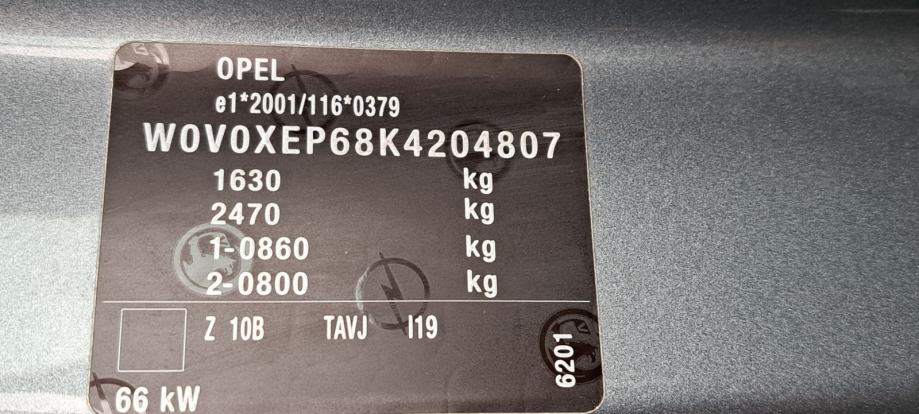 OPEL
e1*2001/116*0379
W0V0XEP68K4204807
1630 kg
2470 kg
1-0860 kg
2-0800 kg
Z 10B TAVJ I19
6201
66 kW